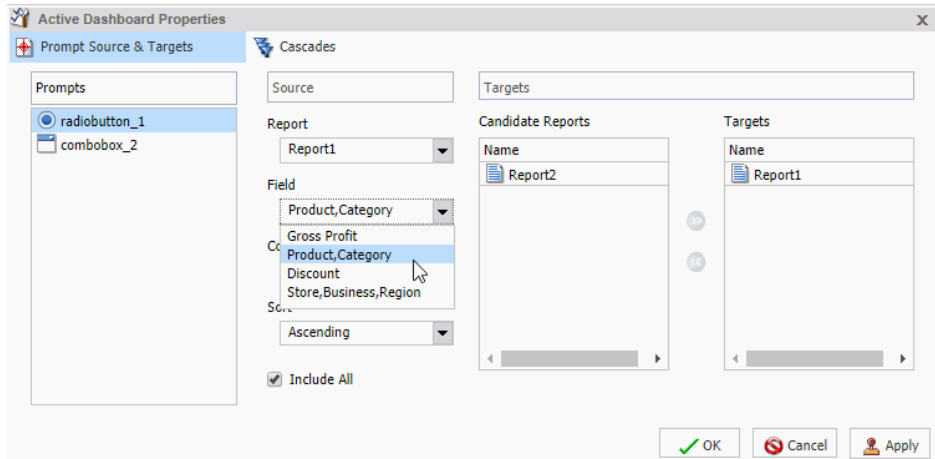 Active Dashboard Properties
x
Prompt Source & Targets
Cascades
Prompts
radiobutton_1
combobox_2
Source
Report
Report1
Field
Product,Category
Gross Profit
Product,Category
Discount
Store,Business,Region
Ascending
Include All
Targets
Candidate Reports
Name
Report2
Targets
Name
Report1
OK
Cancel
Apply